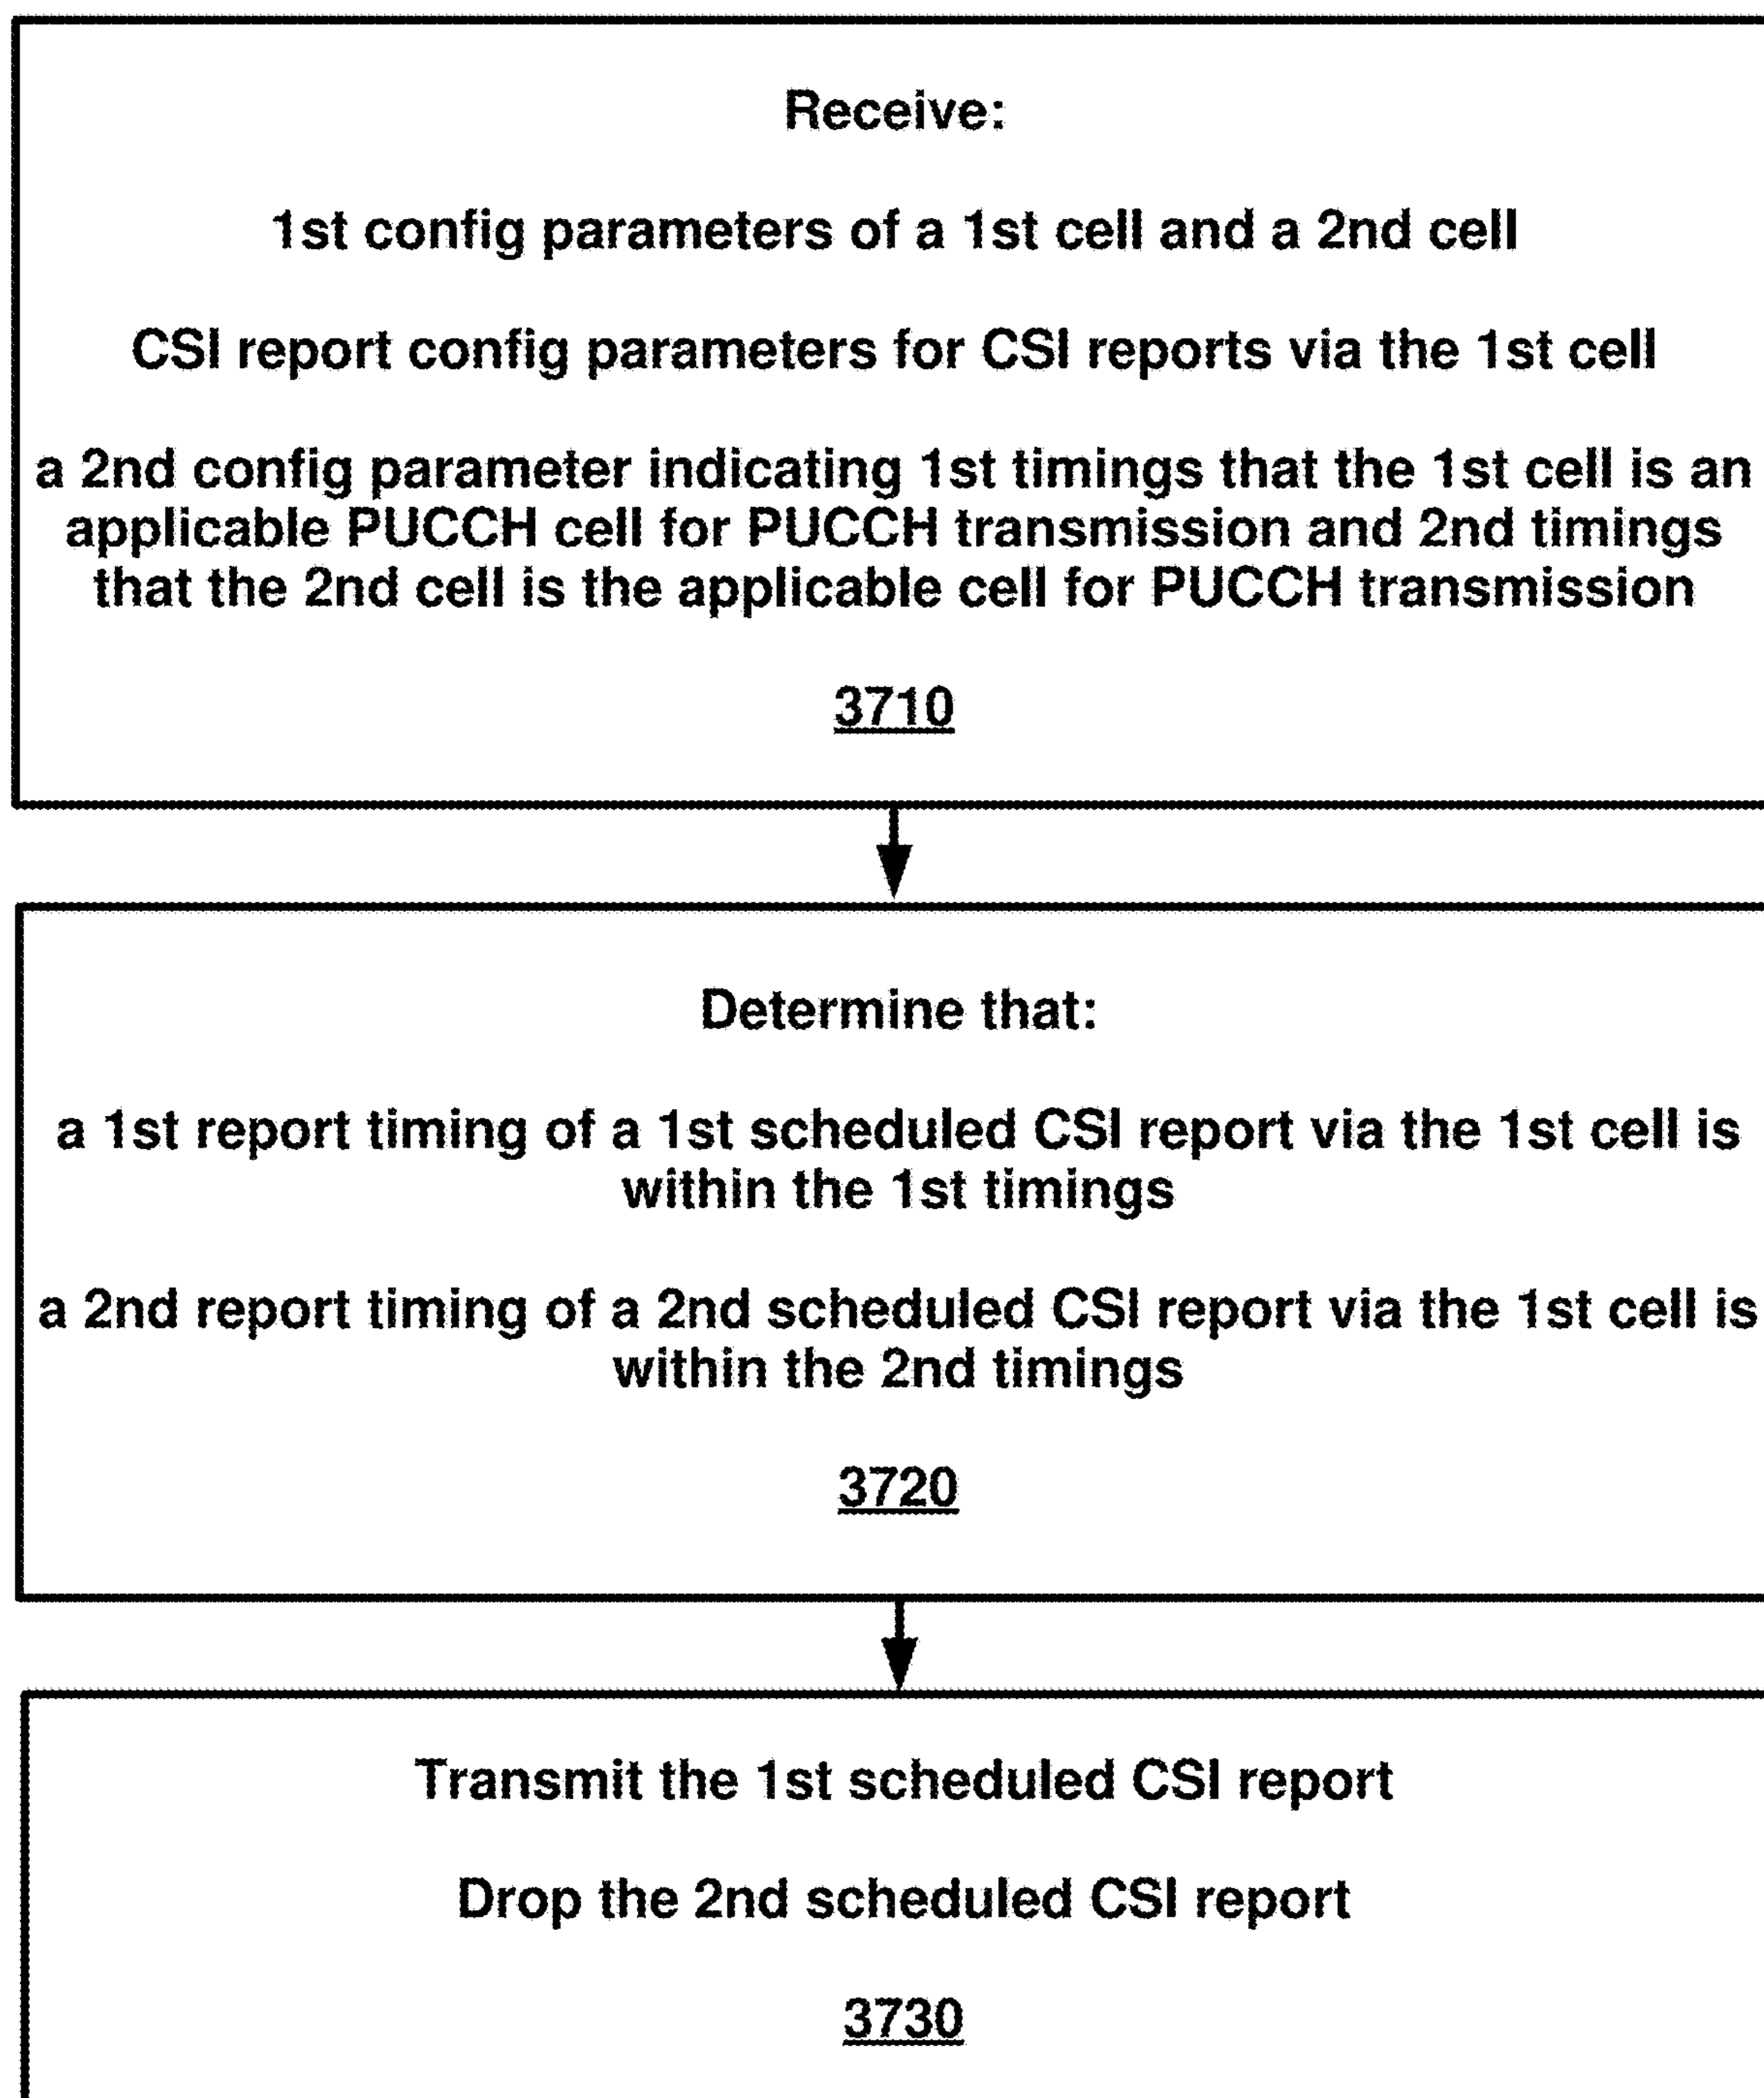 Receive:
1st config parameters of a 1st cell and a 2nd cell
CSI report config parameters for CSI reports via the 1st cell
a 2nd config parameter indicating 1st timings that the 1st cell is an
applicable PUCCH cell for PUCCH transmission and 2nd timings
that the 2nd cell is the applicable cell for PUCCH transmission
3710
Determine that:
a 1st report timing of a 1st scheduled CSI report via the 1st cell is
within the 1st timings
a 2nd report timing of a 2nd scheduled CSI report via the 1st cell is
within the 2nd timings
3720
Transmit the 1st scheduled CSI report
Drop the 2nd scheduled CSI report
3730